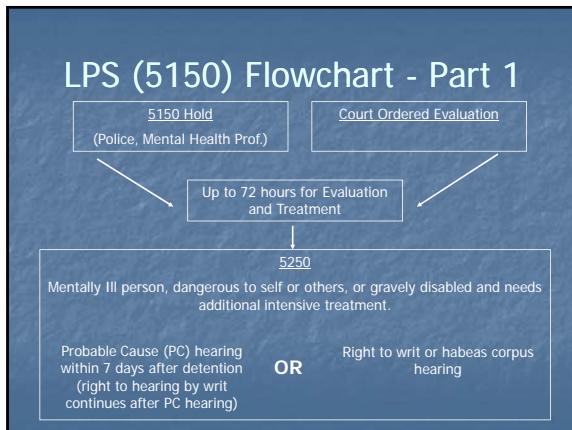 LPS (5150) Flowchart - Part 1
5150 Hold
(Police, Mental Health Prof.)
Court Ordered Evaluation
Up to 72 hours for Evaluation
and Treatment
5250
Mentally Ill person, dangerous to self or others, or gravely disabled and needs
additional intensive treatment.
Probable Cause (PC) hearing
within 7 days after detention
(right to hearing by writ
continues after PC hearing)
OR
Right to writ or habeas corpus
hearing